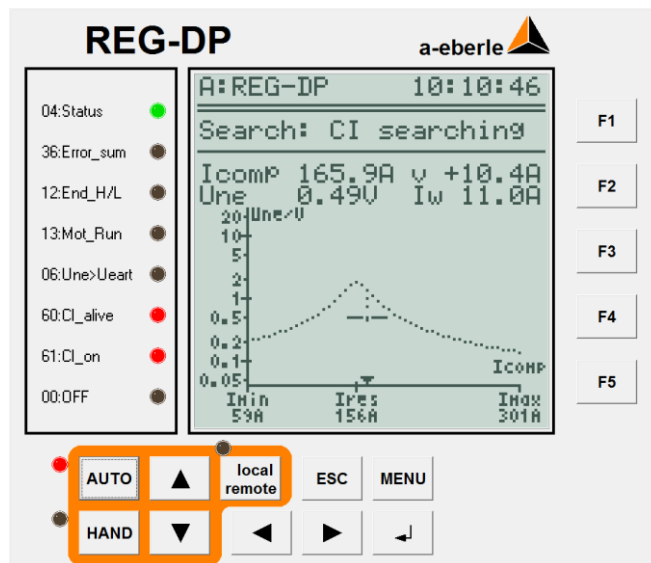 REG-DP
a-eberle
04:Status
36:Error_sum
12:End_H/L
13:Mot_Run
06:Une>Ueart
60:CI_alive
61:CI_on
00:OFF
A:REG-DP 10:10:46
Search: CI searching
Icomp 165.9A v +10.4A
Une 0.49V Iw 11.0A
20 Une/V
10
5
2
1
0.5
0.2
0.1
0.05
Icomp
Imin Ires Imax
59A 156A 301A
F1
F2
F3
F4
F5
AUTO ▲ local remote ESC MENU
HAND ▼ ◄ ► ↵